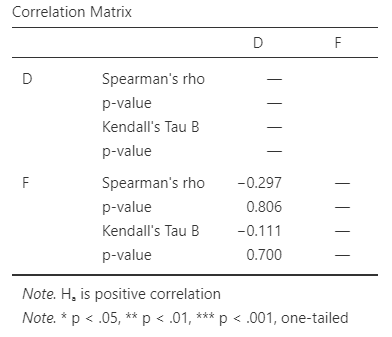 Correlation Matrix
D F
D Spearman's rho —
p-value —
Kendall's Tau B —
p-value —
F Spearman's rho −0.297 —
p-value 0.806 —
Kendall's Tau B −0.111 —
p-value 0.700 —
Note. Hₐ is positive correlation
Note. * p < .05, ** p < .01, *** p < .001, one-tailed